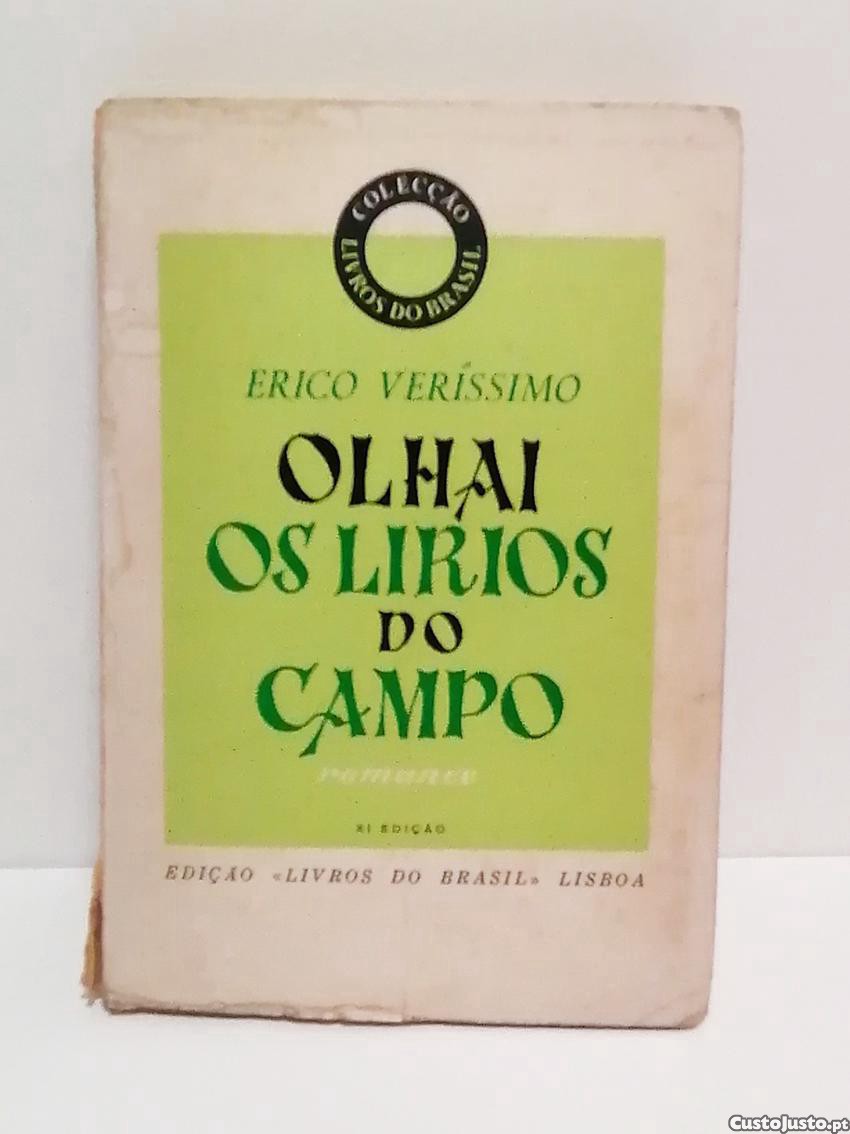 COLECÇÃO
LIVROS DO BRASIL
ERICO VERÍSSIMO
OLHAI
OS LIRIOS
DO
CAMPO
romance
XI EDIÇÃO
EDIÇÃO «LIVROS DO BRASIL» LISBOA
CustoJusto.pt